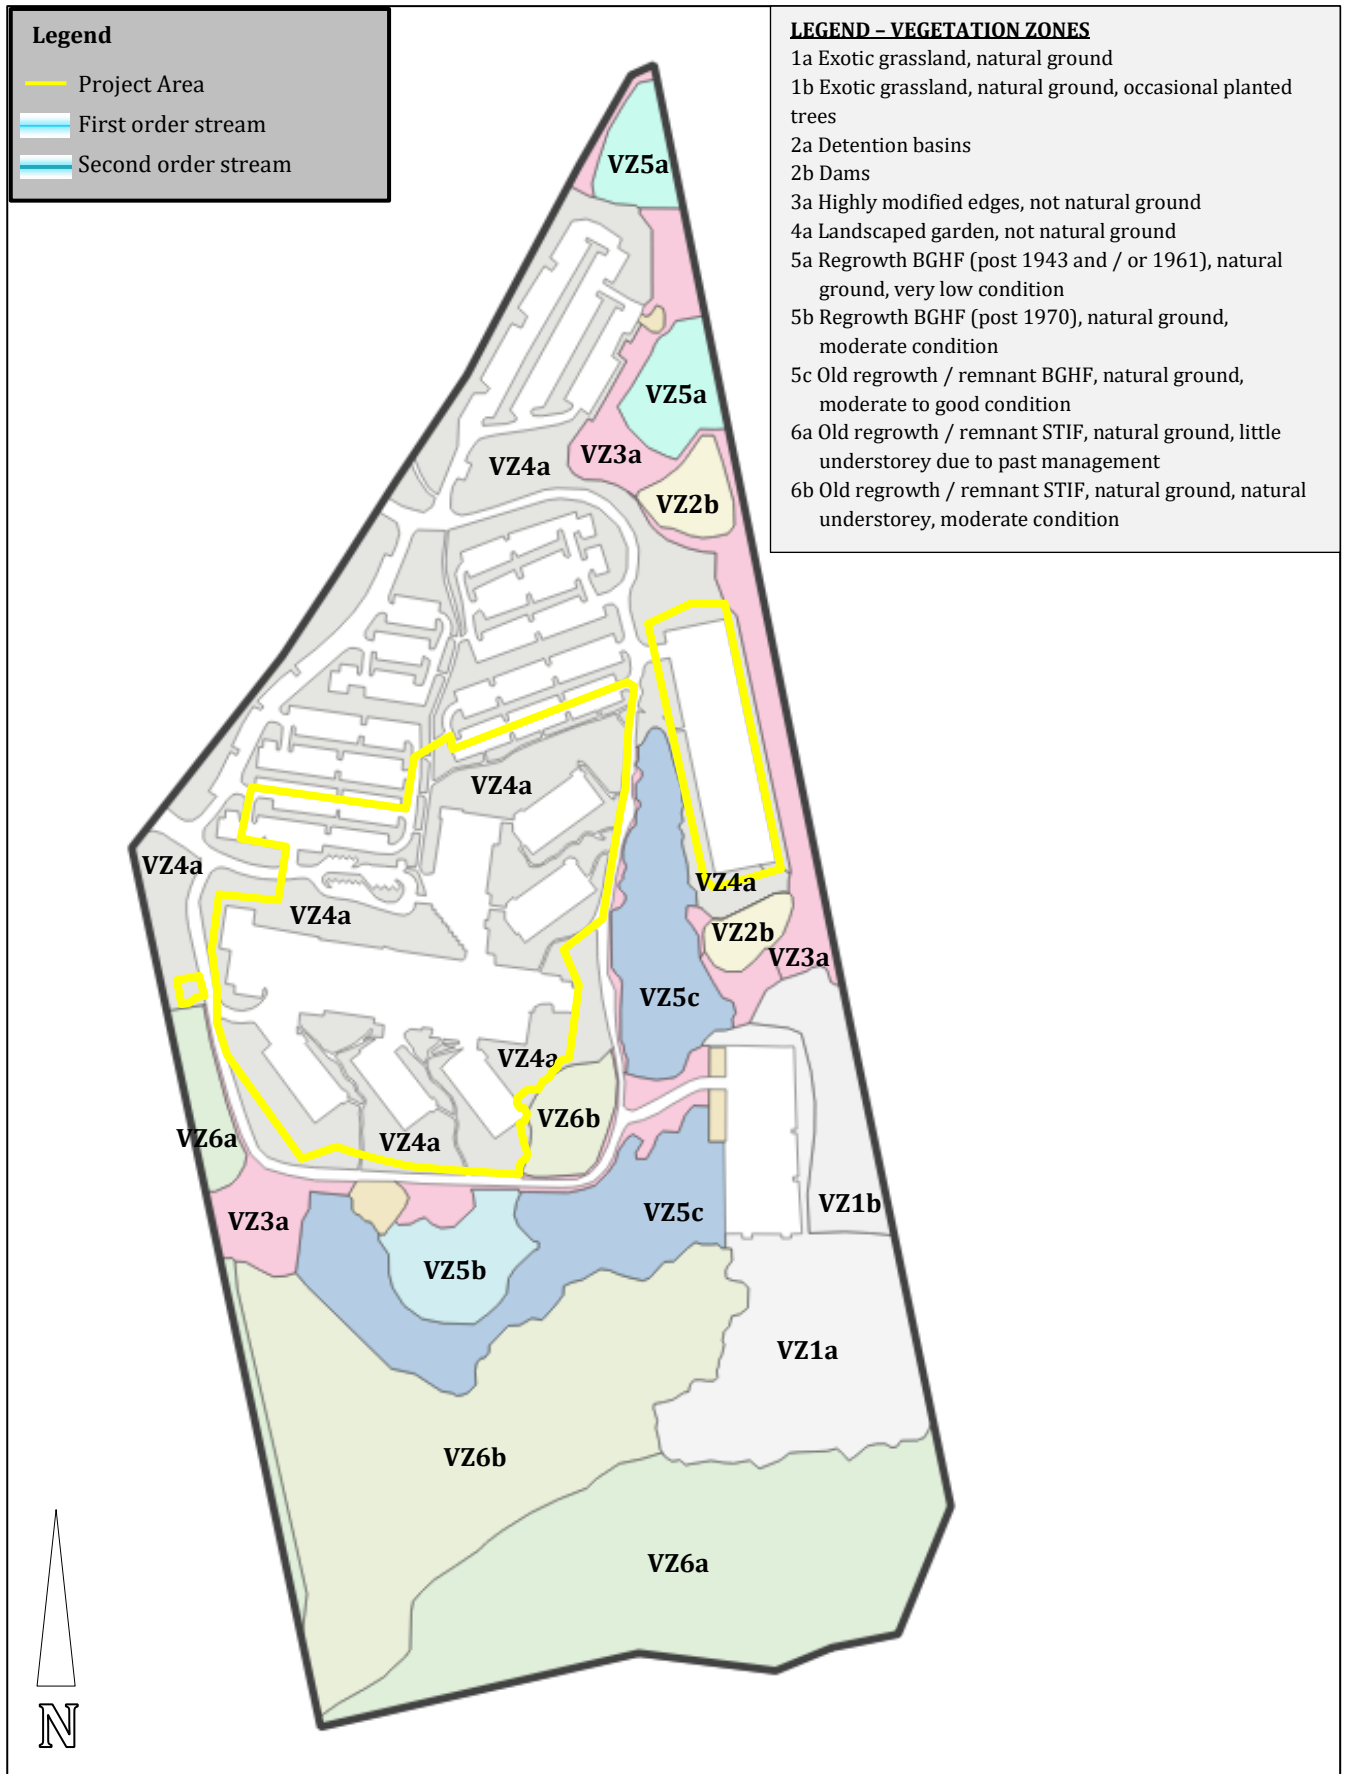 Legend
Project Area
First order stream
Second order stream
LEGEND – VEGETATION ZONES
1a Exotic grassland, natural ground
1b Exotic grassland, natural ground, occasional planted
trees
2a Detention basins
2b Dams
3a Highly modified edges, not natural ground
4a Landscaped garden, not natural ground
5a Regrowth BGHF (post 1943 and / or 1961), natural
ground, very low condition
5b Regrowth BGHF (post 1970), natural ground,
moderate condition
5c Old regrowth / remnant BGHF, natural ground,
moderate to good condition
6a Old regrowth / remnant STIF, natural ground, little
understorey due to past management
6b Old regrowth / remnant STIF, natural ground, natural
understorey, moderate condition
VZ5a
VZ5a
VZ3a
VZ4a
VZ2b
VZ4a
VZ4a
VZ4a
VZ4a
VZ2b
VZ3a
VZ5c
VZ4a
VZ6b
VZ6a
VZ4a
VZ1b
VZ5c
VZ3a
VZ5b
VZ1a
VZ6b
VZ6a
N